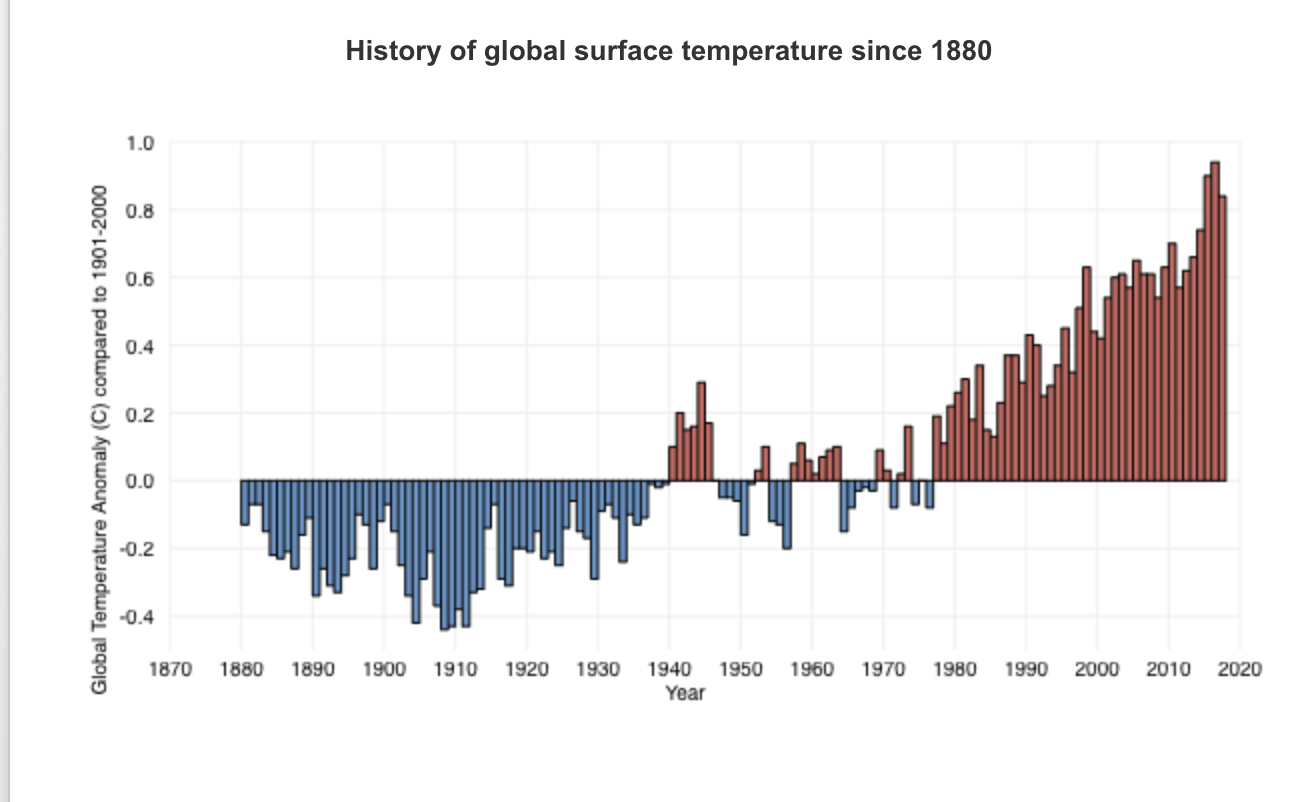 History of global surface temperature since 1880
Global Temperature Anomaly (C) compared to 1901-2000
1.0
0.8
0.6
0.4
0.2
0.0
-0.2
-0.4
1870 1880 1890 1900 1910 1920 1930 1940 1950 1960 1970 1980 1990 2000 2010 2020
Year